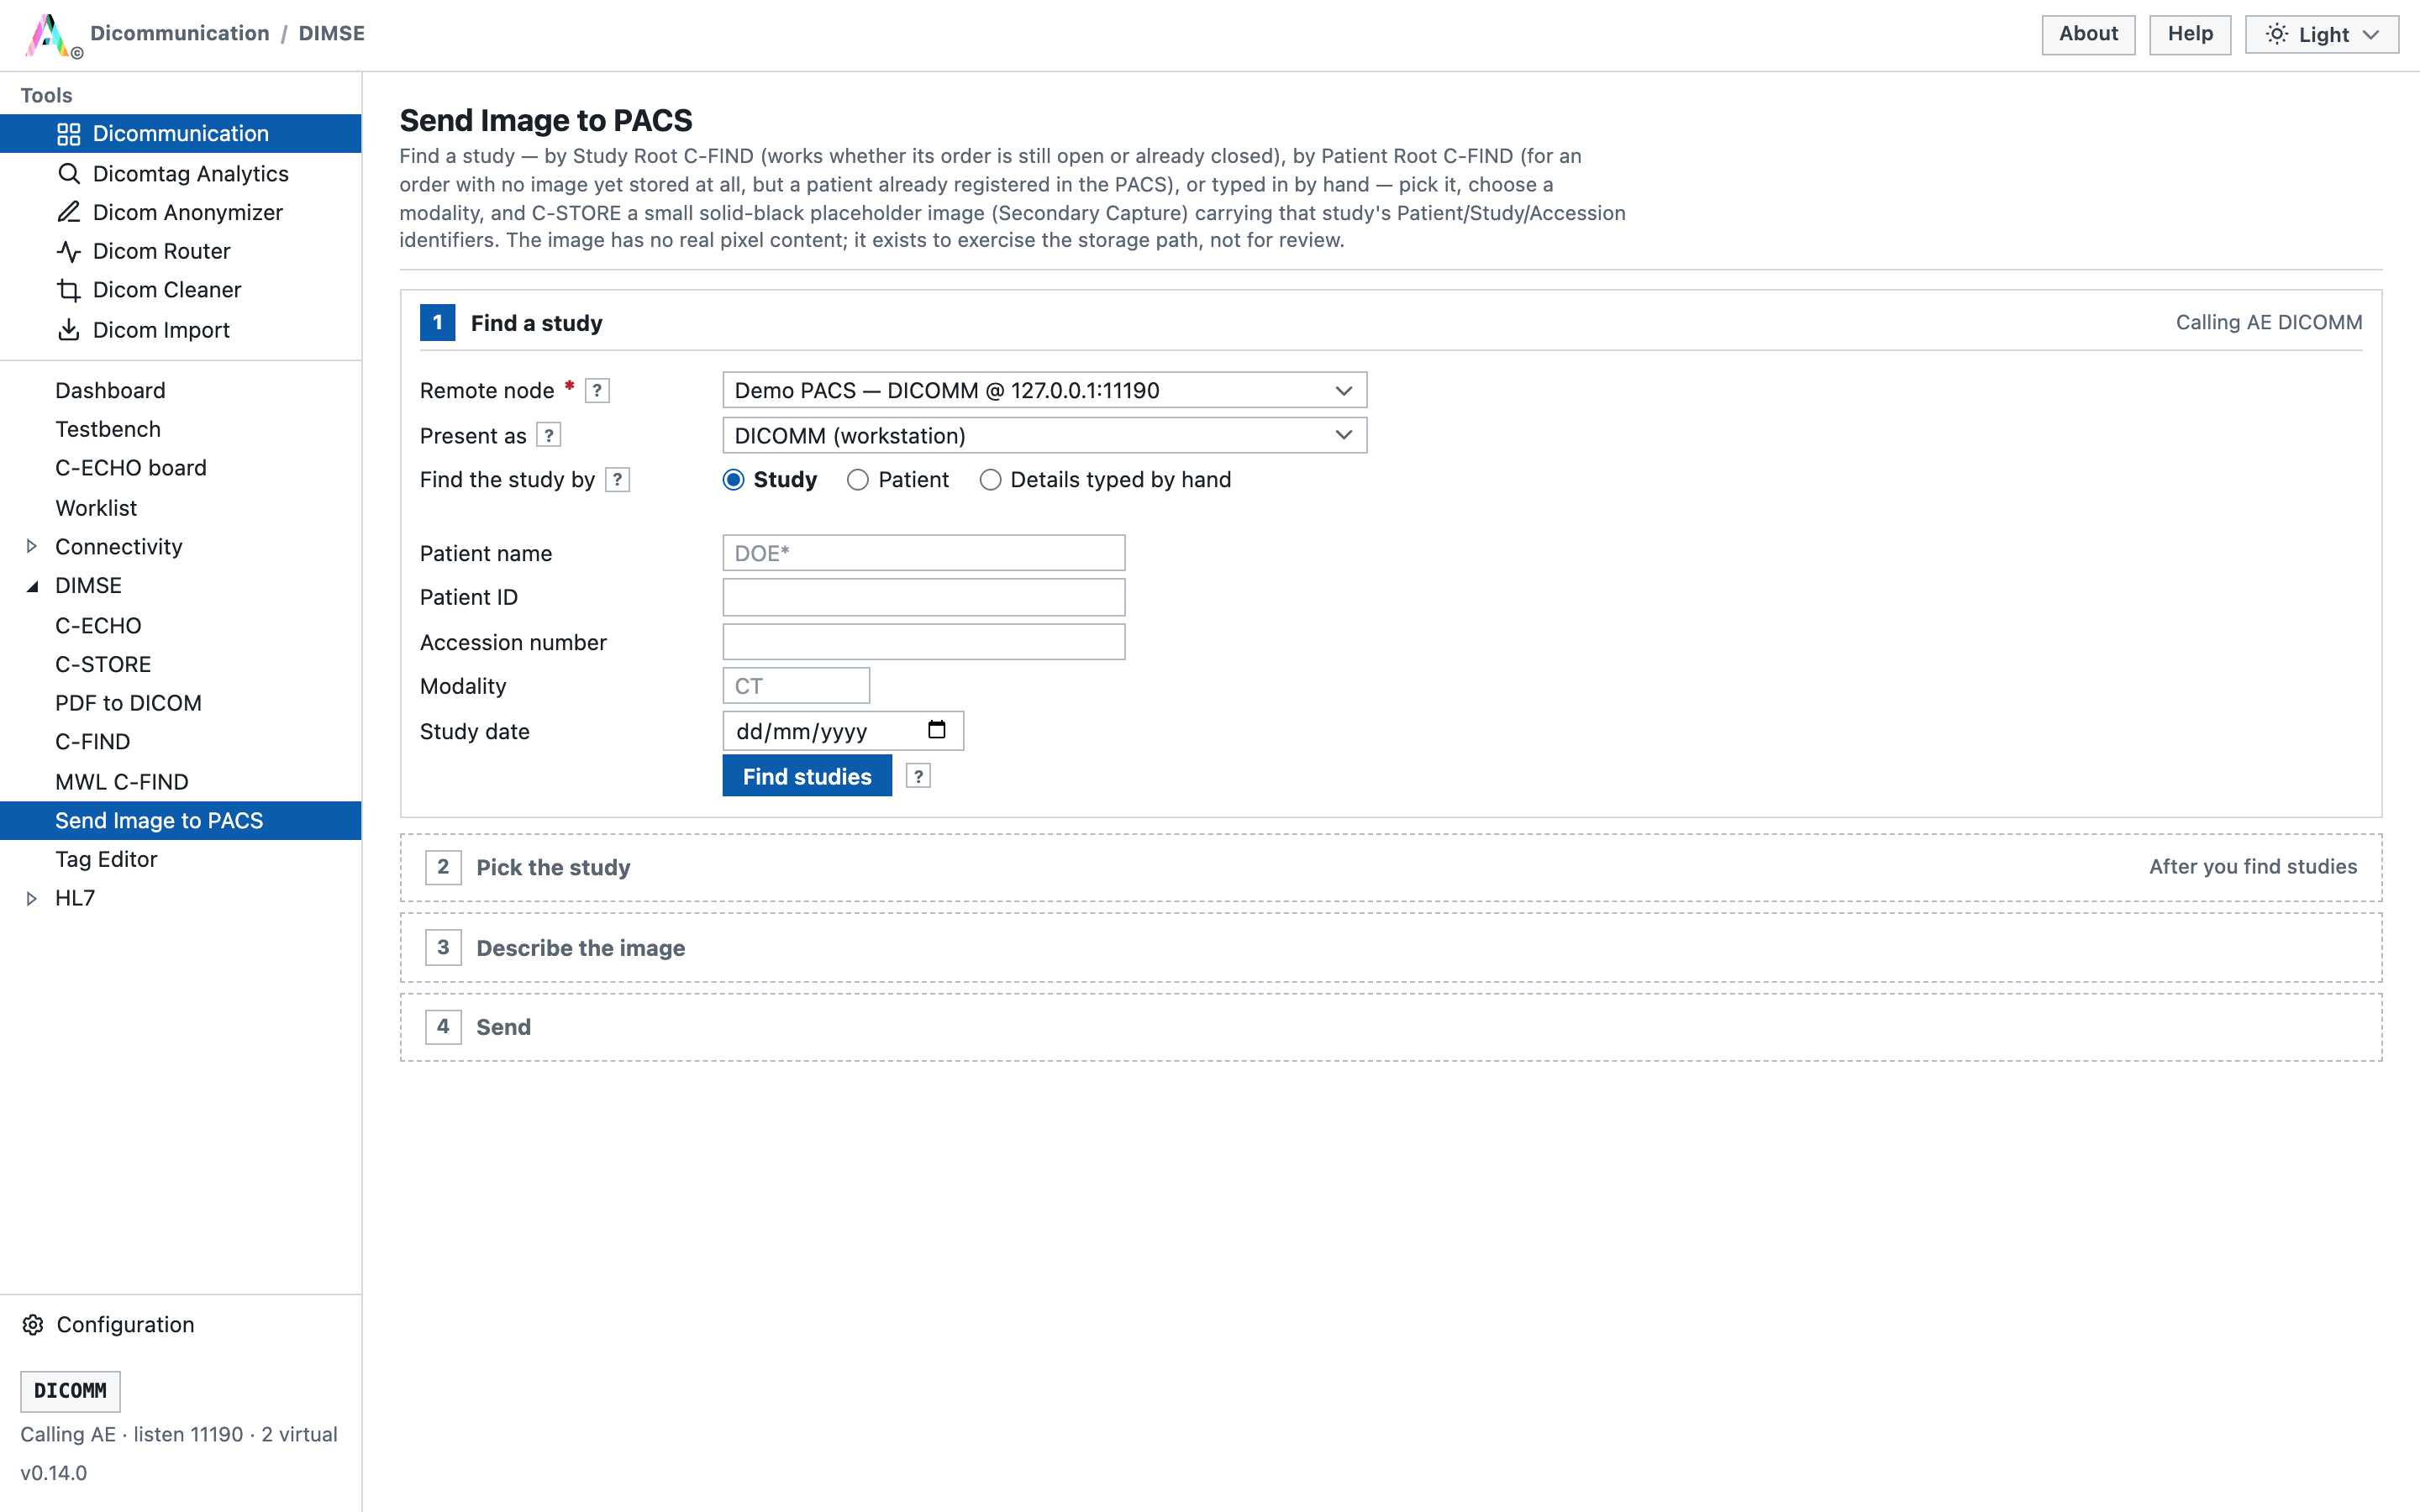 Dicommunication / DIMSE
About
Help
Light
Tools
Dicommunication
Dicomtag Analytics
Dicom Anonymizer
Dicom Router
Dicom Cleaner
Dicom Import
Dashboard
Testbench
C-ECHO board
Worklist
Connectivity
DIMSE
C-ECHO
C-STORE
PDF to DICOM
C-FIND
MWL C-FIND
Send Image to PACS
Tag Editor
HL7
Configuration
DICOMM
Calling AE · listen 11190 · 2 virtual
v0.14.0
Send Image to PACS
Find a study — by Study Root C-FIND (works whether its order is still open or already closed), by Patient Root C-FIND (for an
order with no image yet stored at all, but a patient already registered in the PACS), or typed in by hand — pick it, choose a
modality, and C-STORE a small solid-black placeholder image (Secondary Capture) carrying that study's Patient/Study/Accession
identifiers. The image has no real pixel content; it exists to exercise the storage path, not for review.
1 Find a study
Calling AE DICOMM
Remote node * ?
Demo PACS — DICOMM @ 127.0.0.1:11190
Present as ?
DICOMM (workstation)
Find the study by ?
Study
Patient
Details typed by hand
Patient name
DOE*
Patient ID
Accession number
Modality
CT
Study date
dd/mm/yyyy
Find studies ?
2 Pick the study
After you find studies
3 Describe the image
4 Send